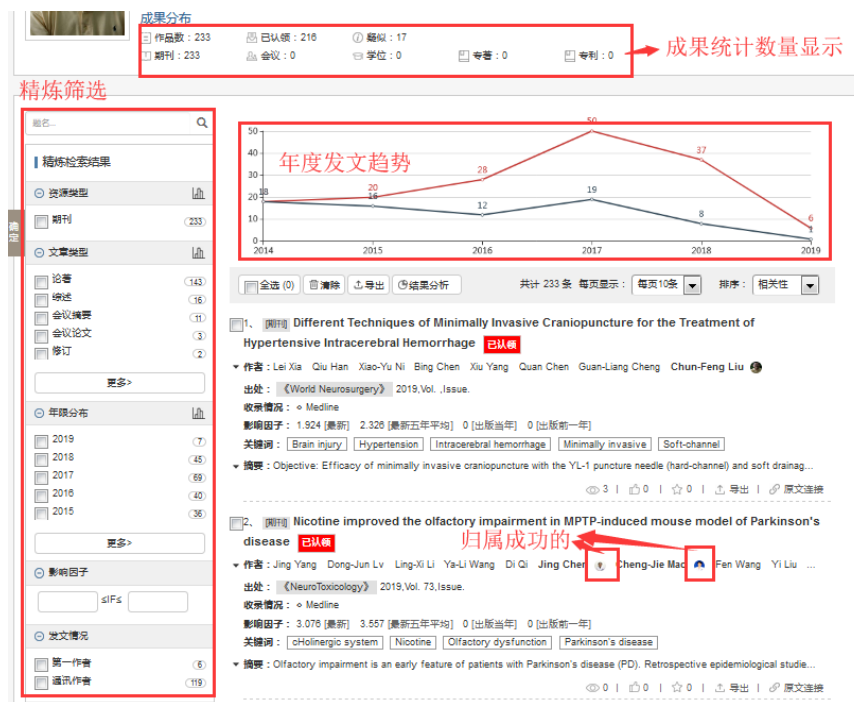 成果分布
作品数：233 已认领：216 疑似：17
期刊：233 会议：0 学位：0 专著：0 专利：0
成果统计数量显示
精炼筛选
题名...
精炼检索结果
资源类型
期刊 (233)
确定
文章类型
论著 (143)
综述 (16)
会议摘要 (11)
会议论文 (3)
修订 (2)
更多>
年限分布
2019 (7)
2018 (45)
2017 (69)
2016 (40)
2015 (36)
更多>
影响因子
≤IF≤
发文情况
第一作者 (6)
通讯作者 (119)
年度发文趋势
50
40
30
20
10
0
18 20 28 50 37 6
16 12 19 8 1
2014 2015 2016 2017 2018 2019
全选 (0) 清除 导出 结果分析 共计 233 条 每页显示： 每页10条 排序： 相关性
1、 [期刊] Different Techniques of Minimally Invasive Craniopuncture for the Treatment of
Hypertensive Intracerebral Hemorrhage 已认领
作者：Lei Xia Qiu Han Xiao-Yu Ni Bing Chen Xiu Yang Quan Chen Guan-Liang Cheng Chun-Feng Liu
出处： 《World Neurosurgery》 2019,Vol. ,Issue.
收录情况： Medline
影响因子： 1.924 [最新] 2.326 [最新五年平均] 0 [出版当年] 0 [出版前一年]
关键词： Brain injury Hypertension Intracerebral hemorrhage Minimally invasive Soft-channel
摘要：Objective: Efficacy of minimally invasive craniopuncture with the YL-1 puncture needle (hard-channel) and soft drainag...
3 | 0 | 0 | 导出 | 原文连接
2、 [期刊] Nicotine improved the olfactory impairment in MPTP-induced mouse model of Parkinson's
disease 已认领
归属成功的
作者：Jing Yang Dong-Jun Lv Ling-Xi Li Ya-Li Wang Di Qi Jing Chen Cheng-Jie Mao Fen Wang Yi Liu ...
出处： 《NeuroToxicology》 2019,Vol. 73,Issue.
收录情况： Medline
影响因子： 3.076 [最新] 3.557 [最新五年平均] 0 [出版当年] 0 [出版前一年]
关键词： cHolinergic system Nicotine Olfactory dysfunction Parkinson's disease
摘要：Olfactory impairment is an early feature of patients with Parkinson's disease (PD). Retrospective epidemiological studie...
0 | 0 | 0 | 导出 | 原文连接